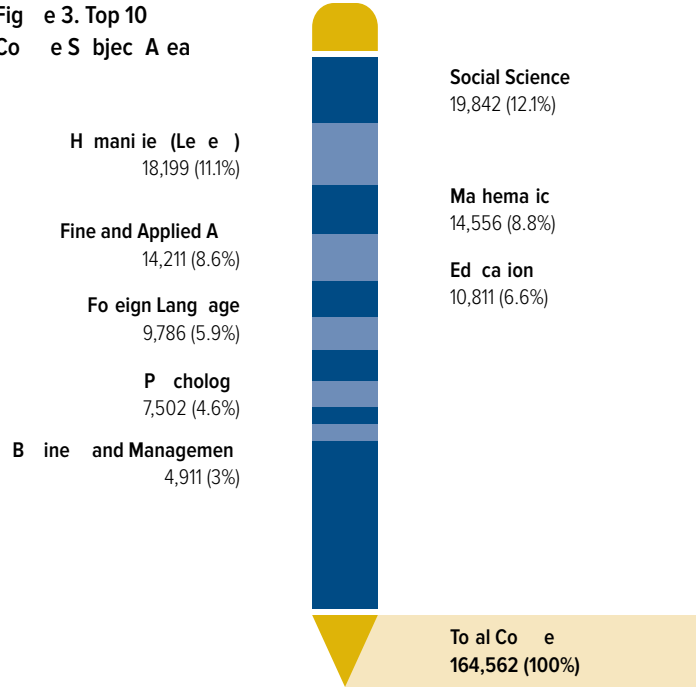 Fig e 3. Top 10
Co e S bjec A ea
Social Science
19,842 (12.1%)
H mani ie (Le e )
18,199 (11.1%)
Ma hema ic
14,556 (8.8%)
Fine and Applied A
14,211 (8.6%)
Ed ca ion
10,811 (6.6%)
Fo eign Lang age
9,786 (5.9%)
P cholog
7,502 (4.6%)
B ine and Managemen
4,911 (3%)
To al Co e
164,562 (100%)